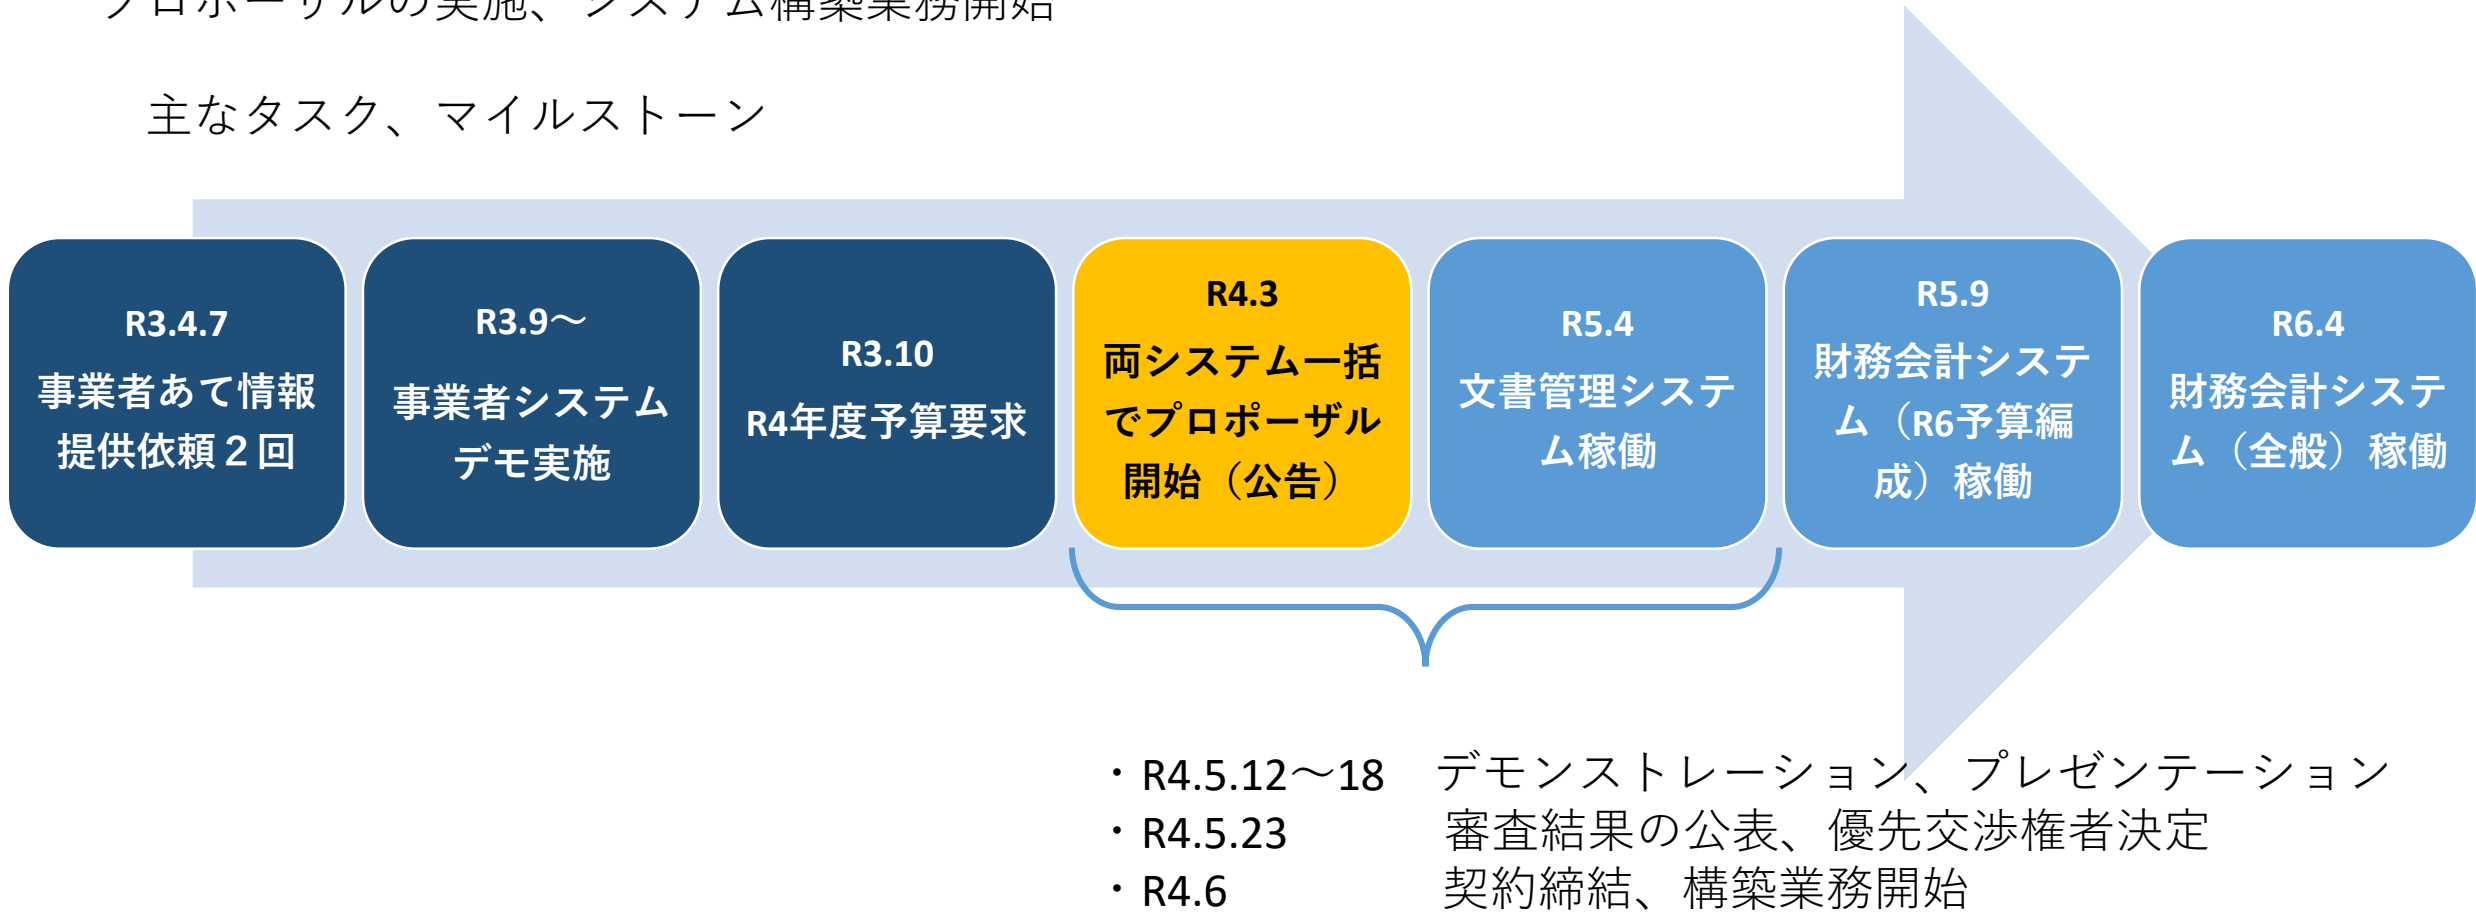 プロポーザルの実施、システム構築業務開始
主なタスク、マイルストーン
R3.4.7
事業者あて情報
提供依頼２回
R3.9～
事業者システム
デモ実施
R3.10
R4年度予算要求
R4.3
両システム一括
でプロポーザル
開始（公告）
R5.4
文書管理システ
ム稼働
R5.9
財務会計システ
ム（R6予算編
成）稼働
R6.4
財務会計システ
ム（全般）稼働
・R4.5.12～18　デモンストレーション、プレゼンテーション
・R4.5.23　審査結果の公表、優先交渉権者決定
・R4.6　契約締結、構築業務開始